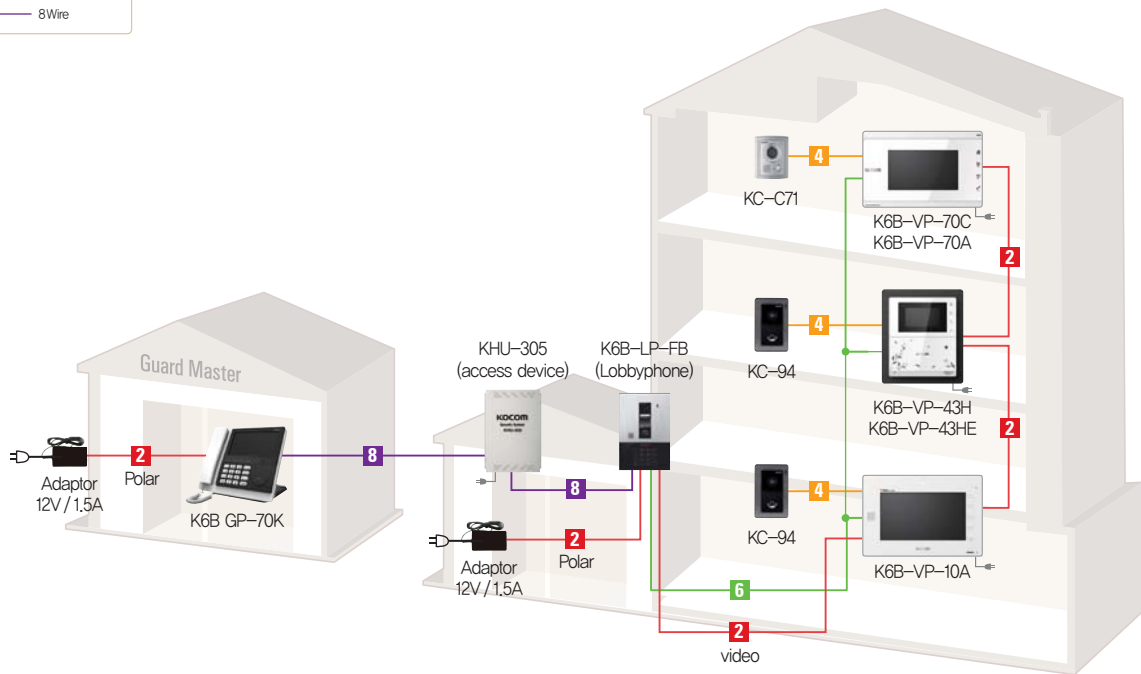 8Wire
4
KC-C71
K6B-VP-70C
K6B-VP-70A
2
4
KC-94
K6B-VP-43H
K6B-VP-43HE
2
Guard Master
KHU-305
(access device)
K6B-LP-FB
(Lobbyphone)
KOCOM
2
Polar
Adaptor
12V / 1.5A
K6B GP-70K
8
8
4
KC-94
K6B-VP-10A
2
Polar
Adaptor
12V / 1.5A
6
2
video